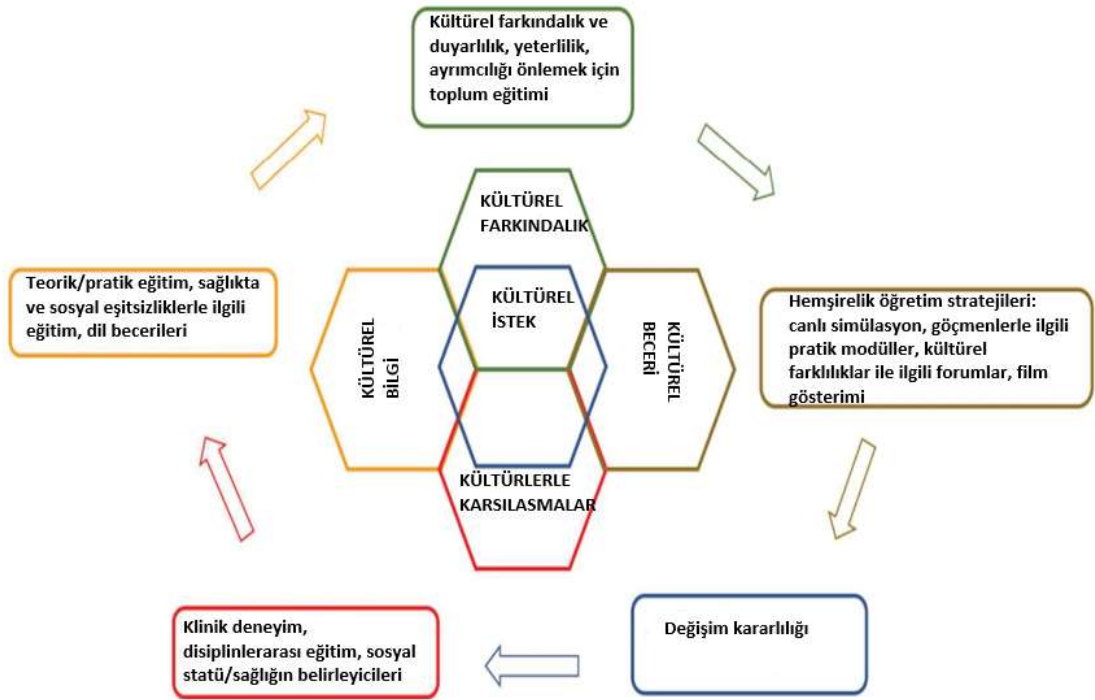 Kültürel farkındalık ve
duyarlılık, yeterlilik,
ayrımcılığı önlemek için
toplum eğitimi
KÜLTÜREL
FARKINDALIK
Teorik/pratik eğitim, sağlıkta
ve sosyal eşitsizliklerle ilgili
eğitim, dil becerileri
KÜLTÜREL
BİLGİ
KÜLTÜREL
İSTEK
KÜLTÜREL
BECERİ
Hemşirelik öğretim stratejileri:
canlı simülasyon, göçmenlerle ilgili
pratik modüller, kültürel
farklılıklar ile ilgili forumlar, film
gösterimi
KÜLTÜRLERLE
KARSILASMALAR
Klinik deneyim,
disiplinlerarası eğitim, sosyal
statü/sağlığın belirleyicileri
Değişim kararlılığı